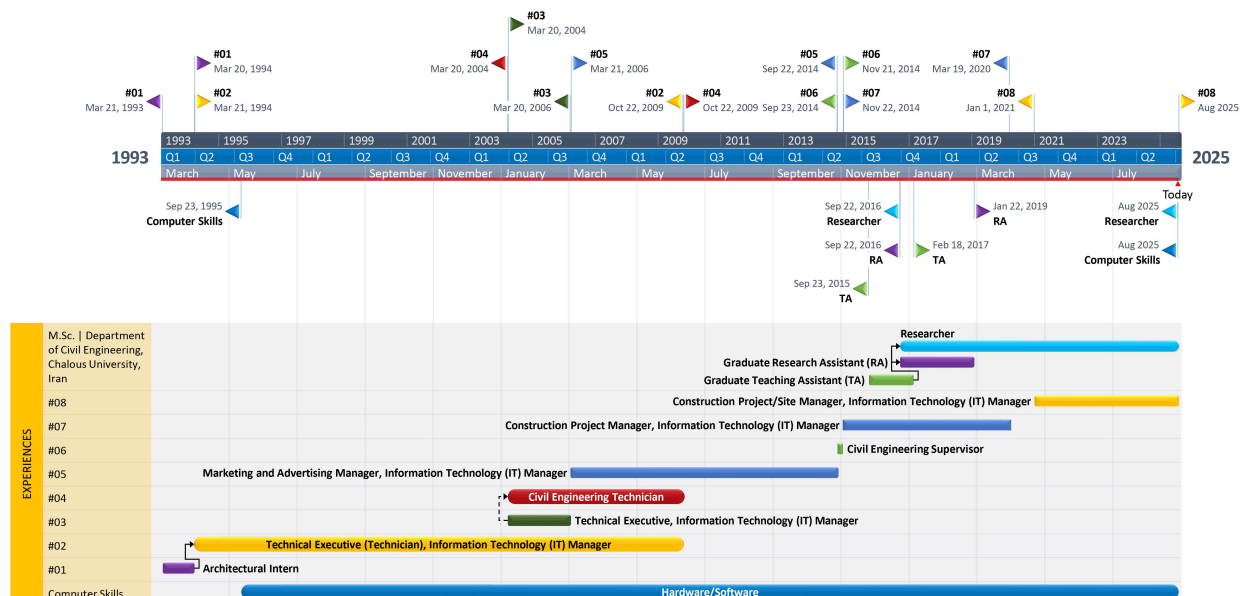 #03
Mar 20, 2004
#01
Mar 20, 1994
#04
Mar 20, 2004
#05
Mar 21, 2006
#05
Sep 22, 2014
#06
Nov 21, 2014
#07
Mar 19, 2020
#01
Mar 21, 1993
#02
Mar 21, 1994
#03
Mar 20, 2006
#02
Oct 22, 2009
#04
Oct 22, 2009
#06
Sep 23, 2014
#07
Nov 22, 2014
#08
Jan 1, 2021
#08
Aug 2025
1993 1995 1997 1999 2001 2003 2005 2007 2009 2011 2013 2015 2017 2019 2021 2023
1993 Q1 Q2 Q3 Q4 Q1 Q2 Q3 Q4 Q1 Q2 Q3 Q4 Q1 Q2 Q3 Q4 Q1 Q2 Q3 Q4 Q1 Q2 Q3 Q4 Q1 Q2 Q3 Q4 Q1 Q2 2025
March May July September November January March May July September November January March May July
Today
Sep 23, 1995
Computer Skills
Sep 22, 2016
Researcher
Jan 22, 2019
RA
Aug 2025
Researcher
Sep 22, 2016
RA
Feb 18, 2017
TA
Aug 2025
Computer Skills
Sep 23, 2015
TA
EXPERIENCES
M.Sc. | Department
of Civil Engineering,
Chalous University,
Iran
Researcher
Graduate Research Assistant (RA)
Graduate Teaching Assistant (TA)
#08
Construction Project/Site Manager, Information Technology (IT) Manager
#07
Construction Project Manager, Information Technology (IT) Manager
#06
Civil Engineering Supervisor
#05
Marketing and Advertising Manager, Information Technology (IT) Manager
#04
Civil Engineering Technician
#03
Technical Executive, Information Technology (IT) Manager
#02
Technical Executive (Technician), Information Technology (IT) Manager
#01
Architectural Intern
Computer Skills
Hardware/Software